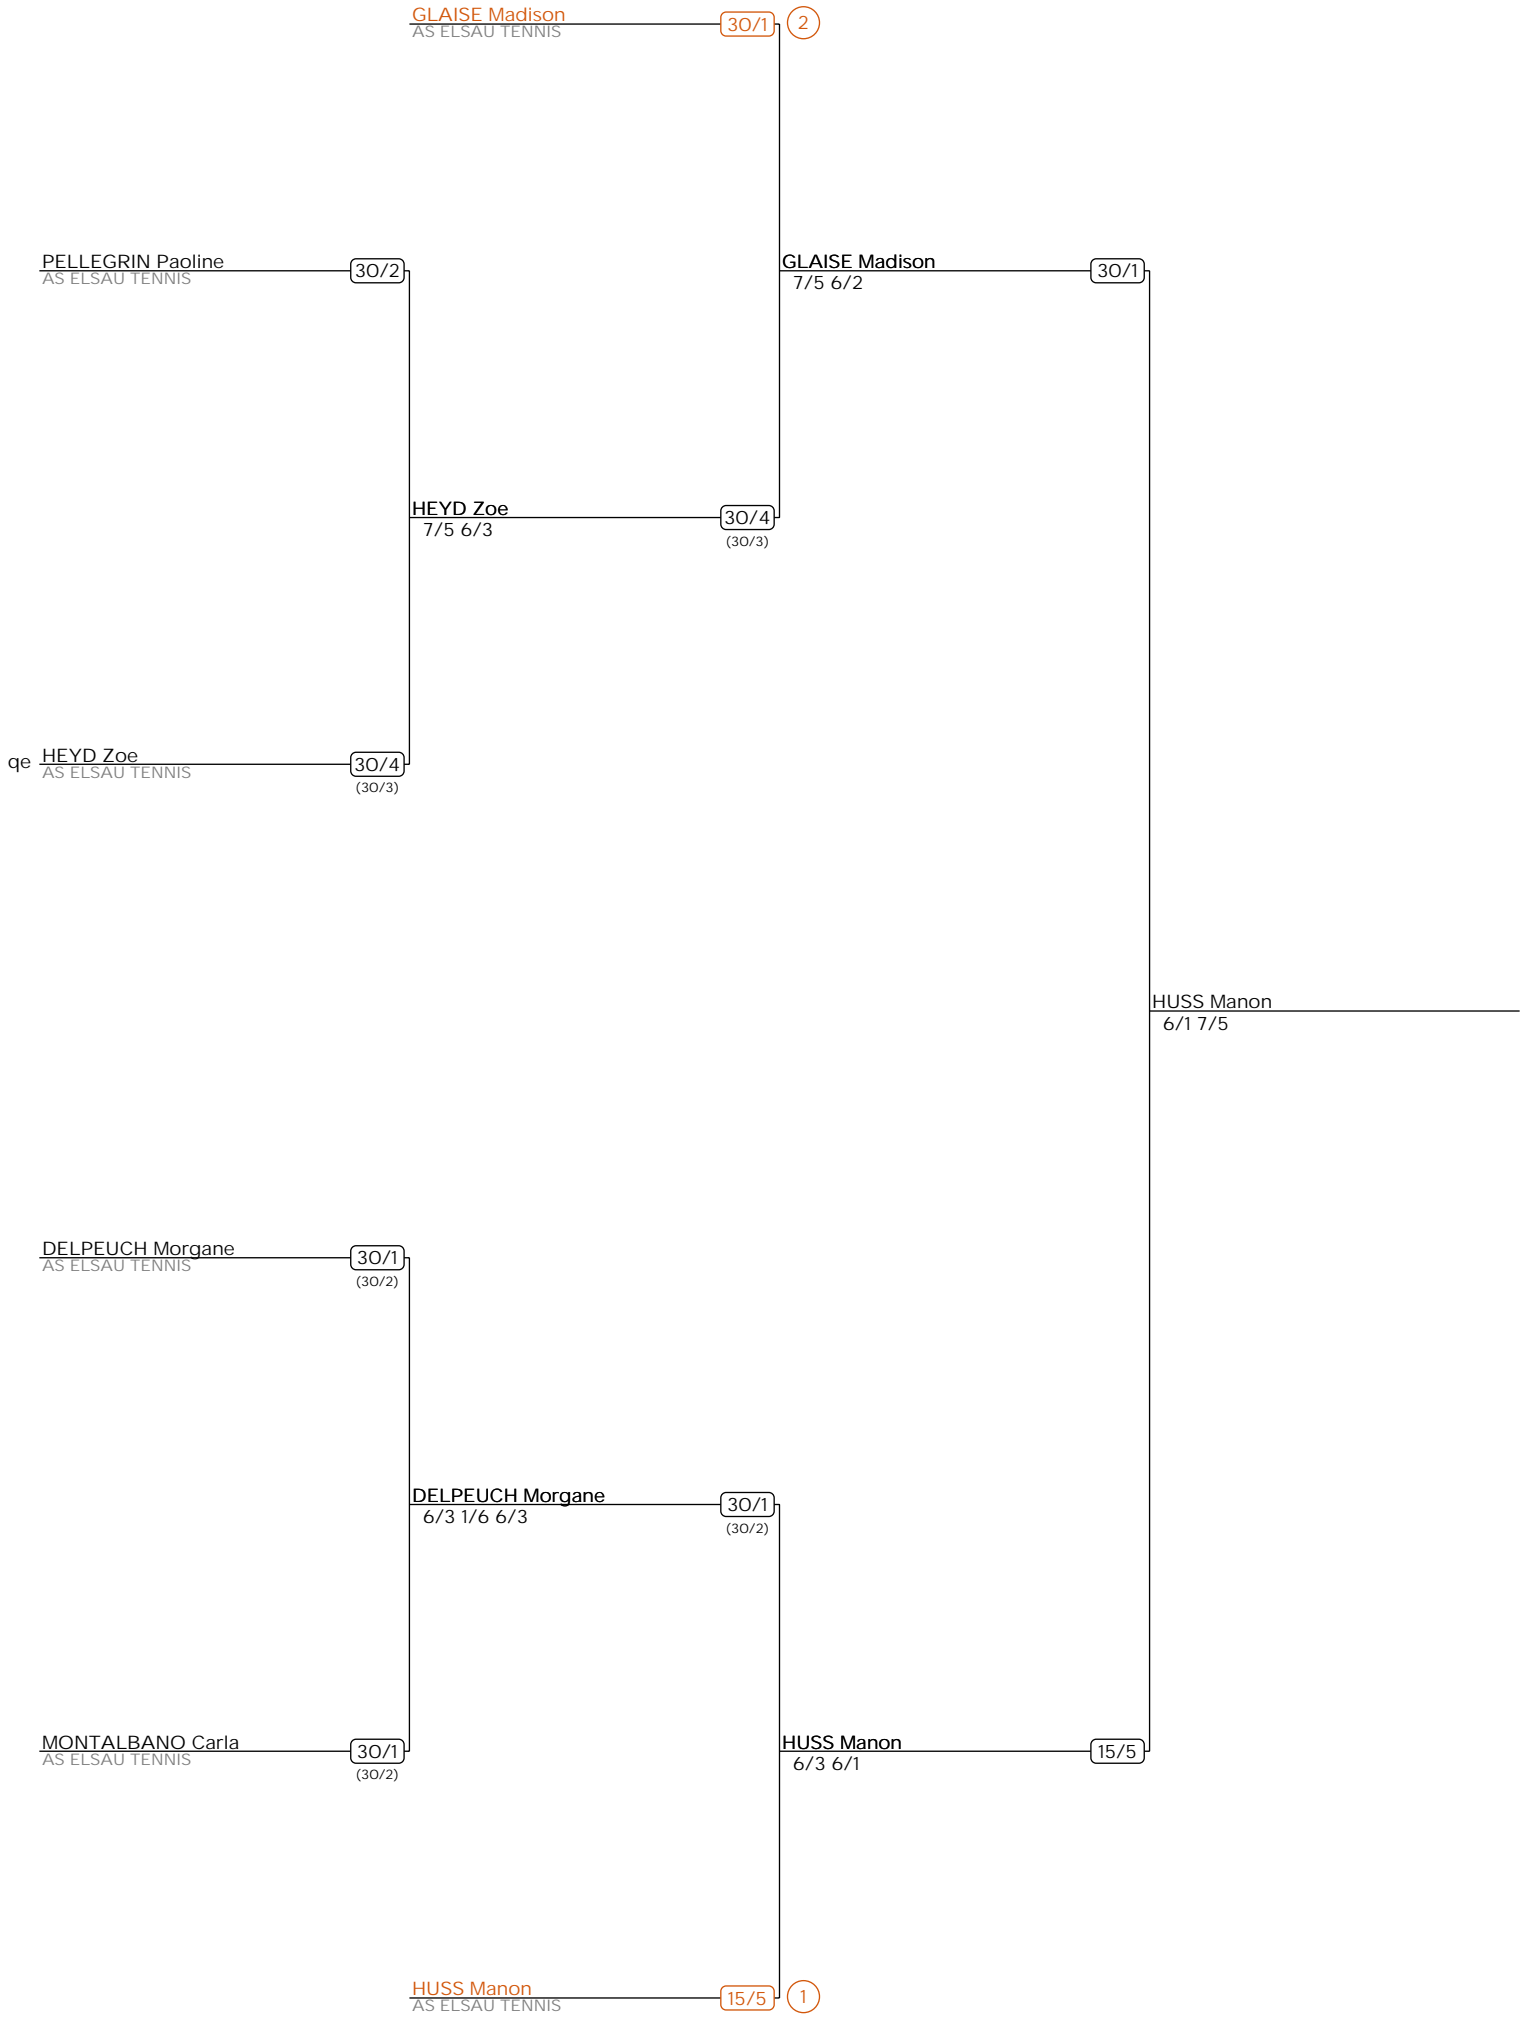 GLAISE Madison
AS ELSAU TENNIS
30/1
2
PELLEGRIN Paoline
AS ELSAU TENNIS
30/2
GLAISE Madison
7/5 6/2
30/1
HEYD Zoe
7/5 6/3
30/4
(30/3)
qe
HEYD Zoe
AS ELSAU TENNIS
30/4
(30/3)
HUSS Manon
6/1 7/5
DELPEUCH Morgane
AS ELSAU TENNIS
30/1
(30/2)
DELPEUCH Morgane
6/3 1/6 6/3
30/1
(30/2)
MONTALBANO Carla
AS ELSAU TENNIS
30/1
(30/2)
HUSS Manon
6/3 6/1
15/5
HUSS Manon
AS ELSAU TENNIS
15/5
1